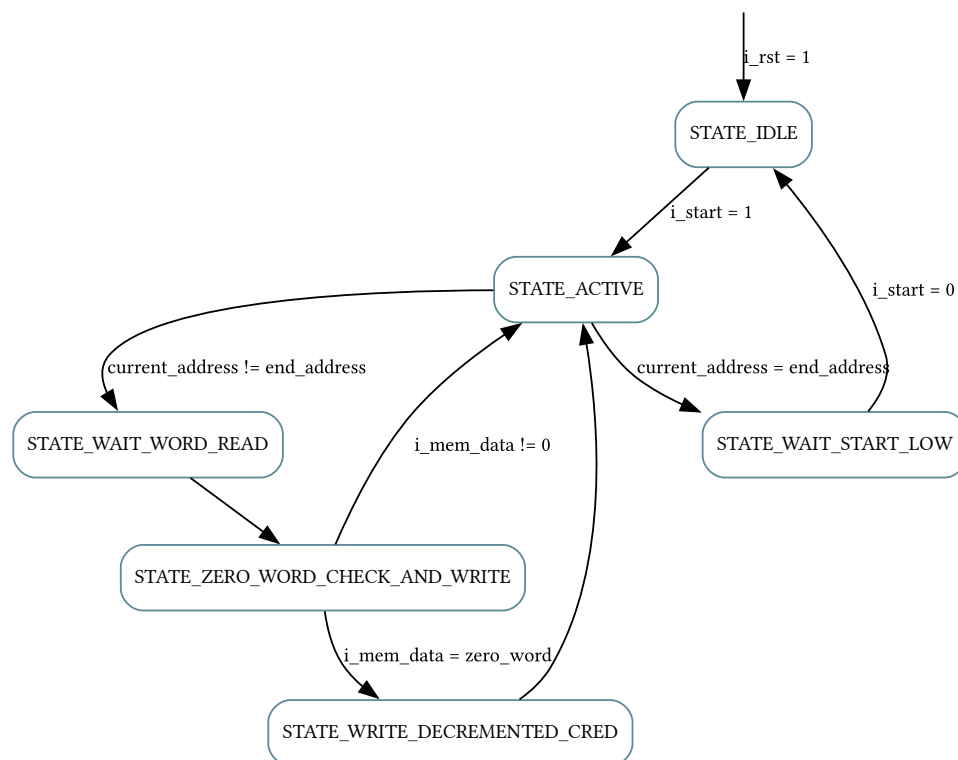 i_rst = 1
STATE_IDLE
i_start = 1
STATE_ACTIVE
i_start = 0
current_address != end_address
current_address = end_address
STATE_WAIT_WORD_READ
i_mem_data != 0
STATE_WAIT_START_LOW
STATE_ZERO_WORD_CHECK_AND_WRITE
i_mem_data = zero_word
STATE_WRITE_DECREMENTED_CRED